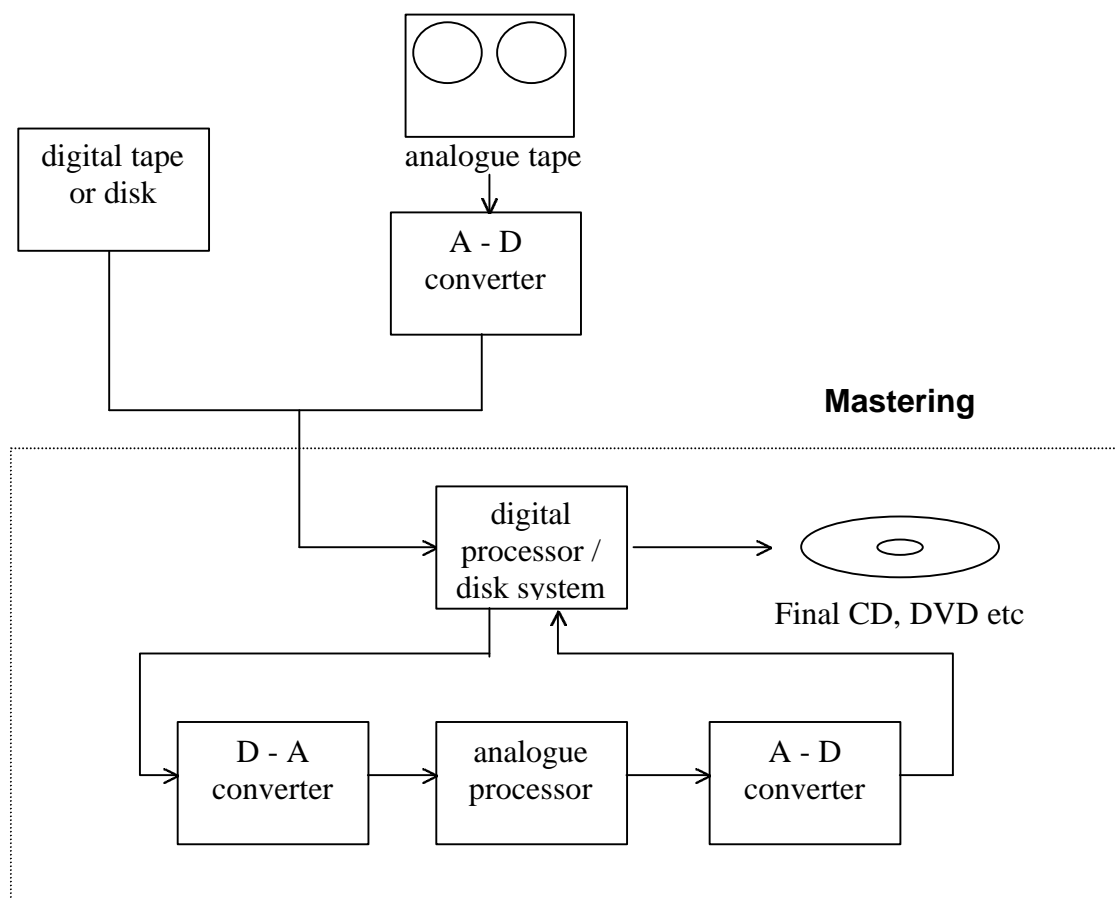 digital tape
or disk
analogue tape
A - D
converter
Mastering
digital
processor /
disk system
Final CD, DVD etc
D - A
converter
analogue
processor
A - D
converter